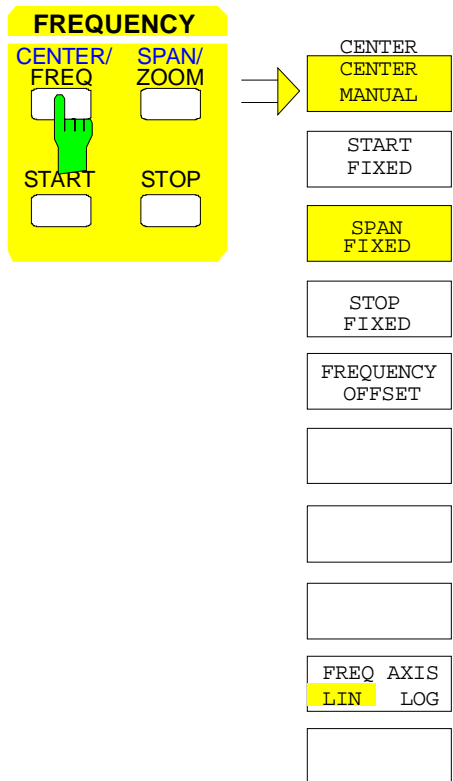 FREQUENCY
CENTER/ SPAN/
FREQ ZOOM
START STOP
CENTER
CENTER
MANUAL
START
FIXED
SPAN
FIXED
STOP
FIXED
FREQUENCY
OFFSET
FREQ AXIS
LIN LOG